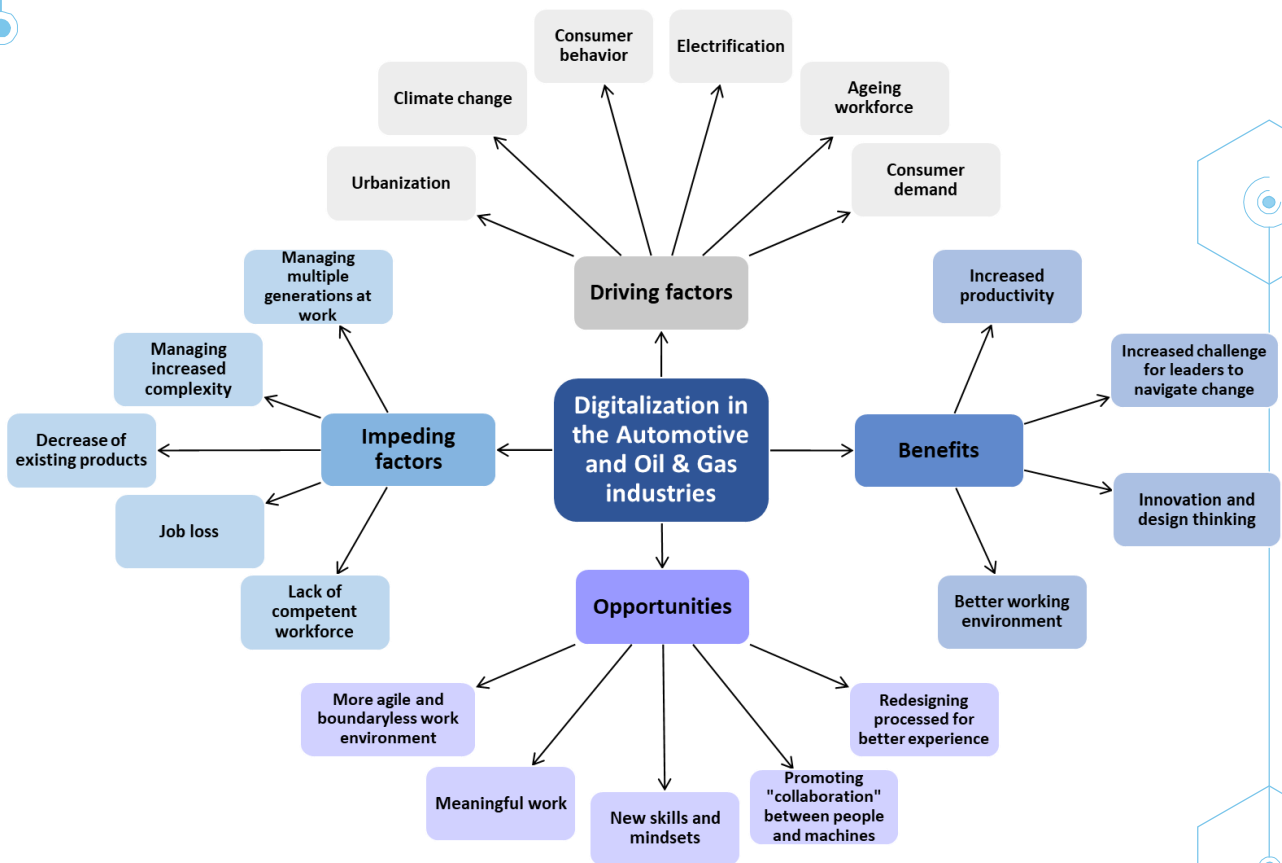 Consumer
behavior
Electrification
Climate change
Ageing
workforce
Urbanization
Consumer
demand
Managing
multiple
generations at
work
Driving factors
Increased
productivity
Managing
increased
complexity
Increased challenge
for leaders to
navigate change
Decrease of
existing products
Impeding
factors
Digitalization in
the Automotive
and Oil & Gas
industries
Benefits
Job loss
Innovation and
design thinking
Lack of
competent
workforce
Opportunities
Better working
environment
More agile and
boundaryless work
environment
Redesigning
processed for
better experience
Meaningful work
New skills and
mindsets
Promoting
"collaboration"
between people
and machines